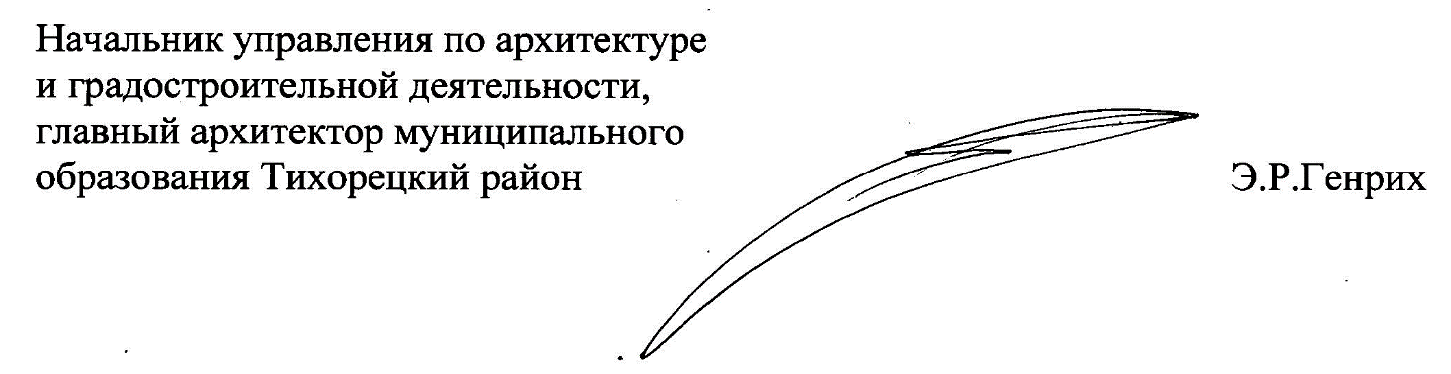 Начальник управления по архитектуре
и градостроительной деятельности,
главный архитектор муниципального
образования Тихорецкий район
Э.Р.Генрих